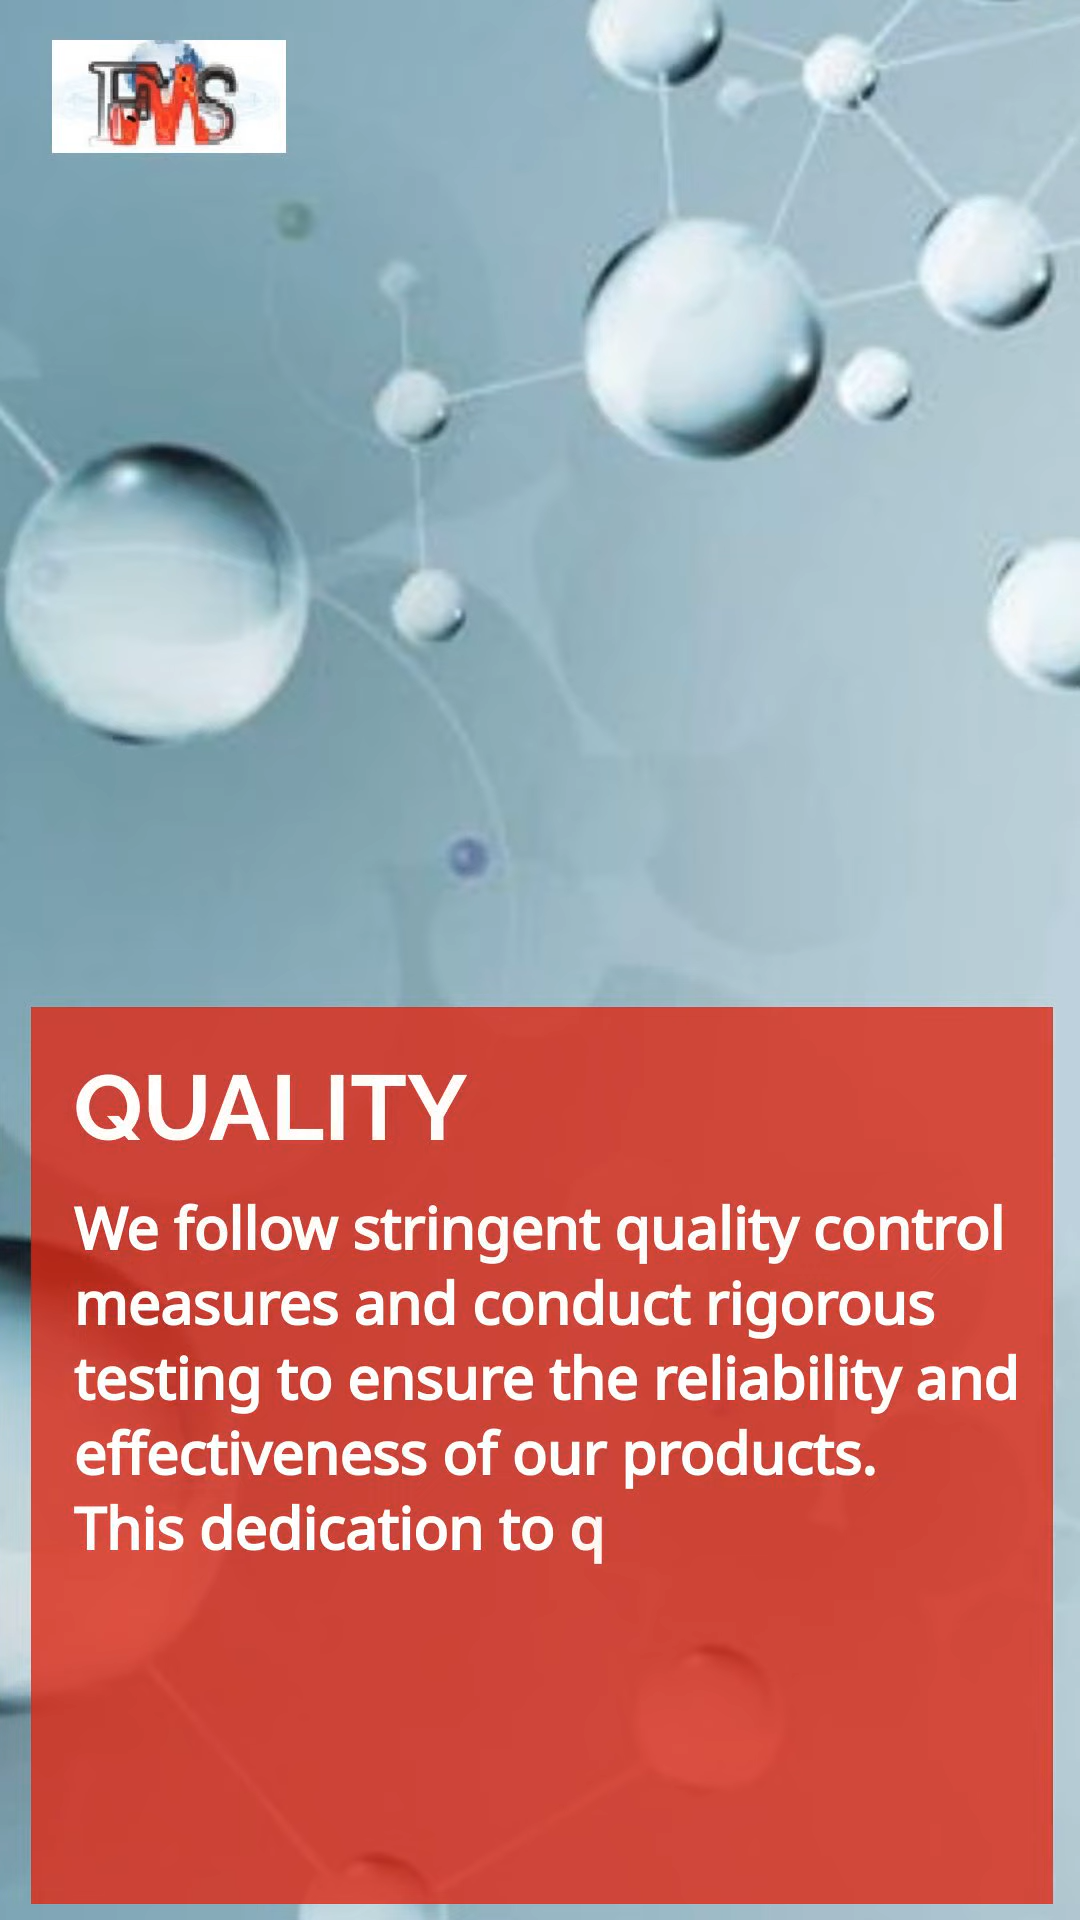 QUALITY
We follow stringent quality control
measures and conduct rigorous
testing to ensure the reliability and
effectiveness of our products.
This dedication to q